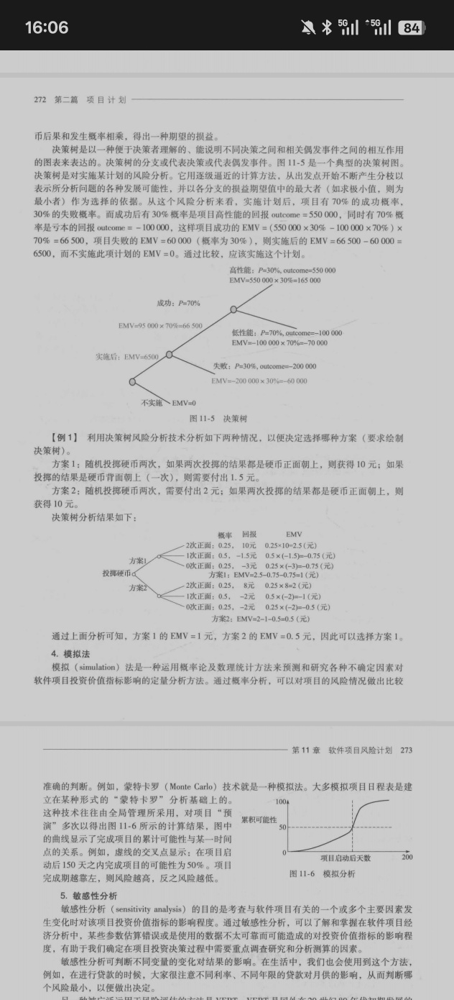 16:06
5G
5G
84
272 第二篇 项目计划
币后果和发生概率相乘，得出一种期望的损益。
决策树是以一种便于决策者理解的、能说明不同决策之间和相关偶发事件之间的相互作用
的图表来表达的。决策树的分支或代表决策或代表偶发事件。图 11-5 是一个典型的决策树图。
决策树是对实施某计划的风险分析。它用逐级逼近的计算方法，从出发点开始不断产生分枝以
表示所分析问题的各种发展可能性，并以各分支的损益期望值中的最大者（如求极小值，则为
最小者）作为选择的依据。从这个风险分析来看，实施计划后，项目有 70% 的成功概率，
30% 的失败概率。而成功后有 30% 概率是项目高性能的回报 outcome = 550 000，同时有 70% 概
率是亏本的回报 outcome = －100 000，这样项目成功的 EMV =（550 000 ×30% －100 000 ×70%）×
70% =66 500，项目失败的 EMV =60 000（概率为 30%），则实施后的 EMV = 66 500 －60 000 =
6500，而不实施此项计划的 EMV =0。通过比较，应该实施这个计划。
高性能：P=30%, outcome=550 000
EMV=550 000 × 30%=165 000
成功：P=70%
EMV=95 000 × 70%=66 500
低性能：P=70%, outcome=−100 000
EMV=−100 000 × 70%=−70 000
实施后：EMV=6500
失败：P=30%, outcome=−200 000
EMV=−200 000 × 30%=−60 000
不实施 EMV=0
图 11-5 决策树
【例 1】 利用决策树风险分析技术分析如下两种情况，以便决定选择哪种方案（要求绘制
决策树）。
方案 1：随机投掷硬币两次，如果两次投掷的结果都是硬币正面朝上，则获得 10 元；如果
投掷的结果是硬币背面朝上（一次），则需要付出 1.5 元。
方案 2：随机投掷硬币两次，需要付出 2 元；如果两次投掷的结果都是硬币正面朝上，则
获得 10 元。
决策树分析结果如下：
概率 回报 EMV
2次正面：0.25， 10元 0.25×10=2.5（元）
方案1 1次正面：0.5， −1.5元 0.5×(−1.5)=−0.75（元）
0次正面：0.25， −3元 0.25×(−3)=−0.75（元）
投掷硬币 方案1：EMV=2.5−0.75−0.75=1（元）
方案2 2次正面：0.25， 8元 0.25×8=2（元）
1次正面：0.5， −2元 0.5×(−2)=−1（元）
0次正面：0.25，−2元 0.25×(−2)=−0.5（元）
方案2：EMV=2−1−0.5=0.5（元）
通过上面分析可知，方案 1 的 EMV =1 元，方案 2 的 EMV =0.5 元，因此可以选择方案 1。
4. 模拟法
模拟（simulation）法是一种运用概率论及数理统计方法来预测和研究各种不确定因素对
软件项目投资价值指标影响的定量分析方法。通过概率分析，可以对项目的风险情况做出比较
第 11 章 软件项目风险计划 273
准确的判断。例如，蒙特卡罗（Monte Carlo）技术就是一种模拟法。大多模拟项目日程表是建
立在某种形式的“蒙特卡罗”分析基础上的。
这种技术往往由全局管理所采用，对项目“预
演”多次以得出图 11-6 所示的计算结果，图中
的曲线显示了完成项目的累计可能性与某一时间
点的关系。例如，虚线的交叉点显示：在项目启
动后 150 天之内完成项目的可能性为 50%。项目
完成期越靠左，则风险越高，反之风险越低。
100
累积可能性
50
0
项目启动后天数 200
图 11-6 模拟分析
5. 敏感性分析
敏感性分析（sensitivity analysis）的目的是考查与软件项目有关的一个或多个主要因素发
生变化时对该项目投资价值指标的影响程度。通过敏感性分析，可以了解和掌握在软件项目经
济分析中，某些参数估算错误或是使用的数据不太可靠而可能造成的对投资价值指标的影响程
度，有助于我们确定在项目投资决策过程中需要重点调查研究和分析测算的因素。
敏感性分析可判断不同变量的变化对结果的影响。在生活中，我们也会使用到这个方法，
例如，在进行贷款的时候，大家很注意不同利率、不同年限的贷款对月供的影响，从而判断哪
个风险最小，以便做出决定。